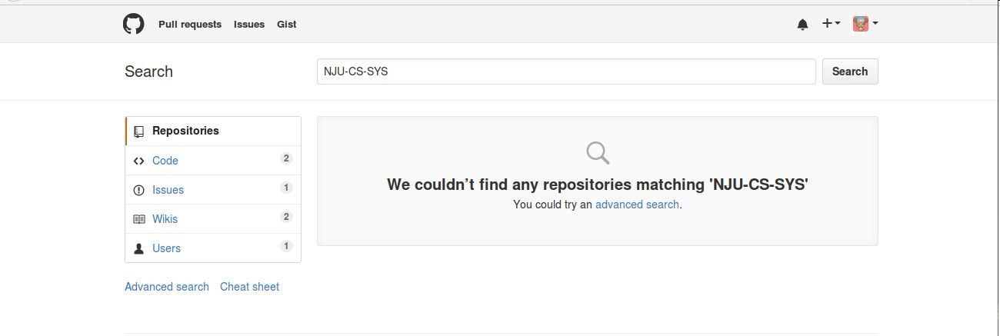 Pull requests Issues Gist
Search NJU-CS-SYS Search
Repositories
Code 2
Issues 1
Wikis 2
Users 1
We couldn’t find any repositories matching 'NJU-CS-SYS'
You could try an advanced search.
Advanced search Cheat sheet